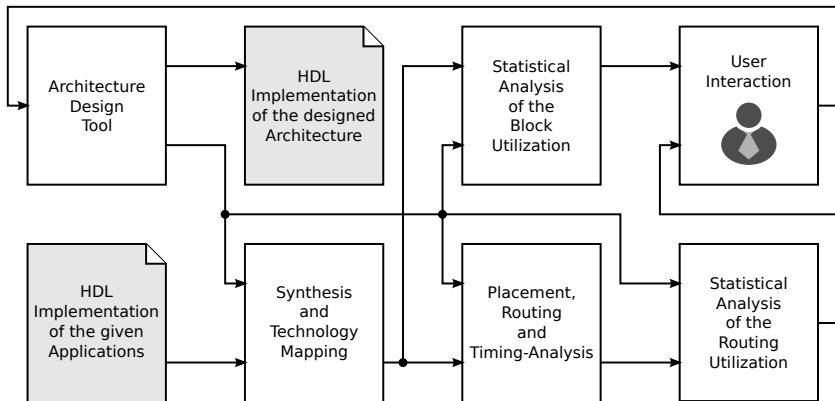 Architecture
Design
Tool
HDL
Implementation
of the designed
Architecture
Statistical
Analysis
of the
Block
Utilization
User
Interaction
HDL
Implementation
of the given
Applications
Synthesis
and
Technology
Mapping
Placement,
Routing
and
Timing-Analysis
Statistical
Analysis
of the
Routing
Utilization